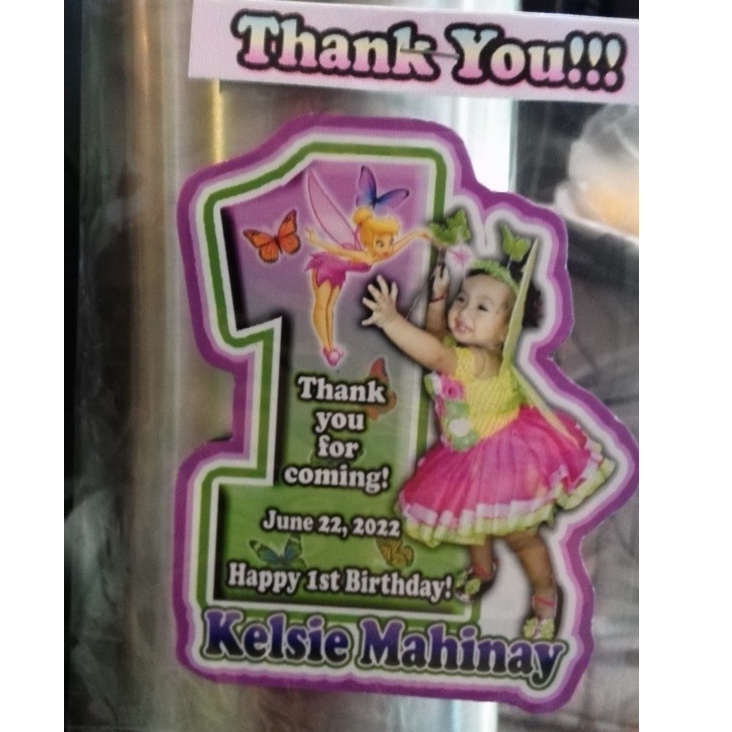 Thank You!!!
Thank
you
for
coming!
June 22, 2022
Happy 1st Birthday!
Kelsie Mahinay